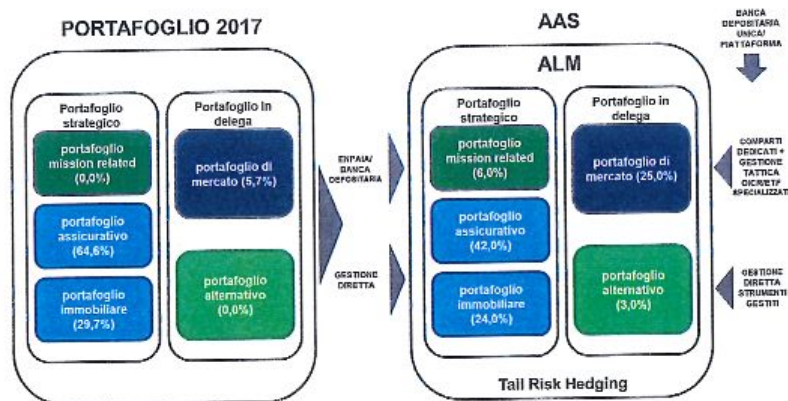 PORTAFOGLIO 2017
Portafoglio
strategico
portafoglio
mission related
(0,0%)
portafoglio
assicurativo
(64,6%)
portafoglio
immobiliare
(29,7%)
Portafoglio in
delega
portafoglio di
mercato (5,7%)
portafoglio
alternativo
(0,0%)
ENPAIA/
BANCA
DEPOSITARIA
GESTIONE
DIRETTA
AAS
ALM
Portafoglio
strategico
portafoglio
mission related
(6,0%)
portafoglio
assicurativo
(42,0%)
portafoglio
immobiliare
(24,0%)
Portafoglio in
delega
portafoglio di
mercato (25,0%)
portafoglio
alternativo
(3,0%)
Tail Risk Hedging
BANCA
DEPOSITARIA
UNICA/
PIATTAFORMA
COMPARTI
DEDICATI +
GESTIONE
TATTICA
OICR/ETF
SPECIALIZZATI
GESTIONE
DIRETTA
STRUMENTI
GESTITI